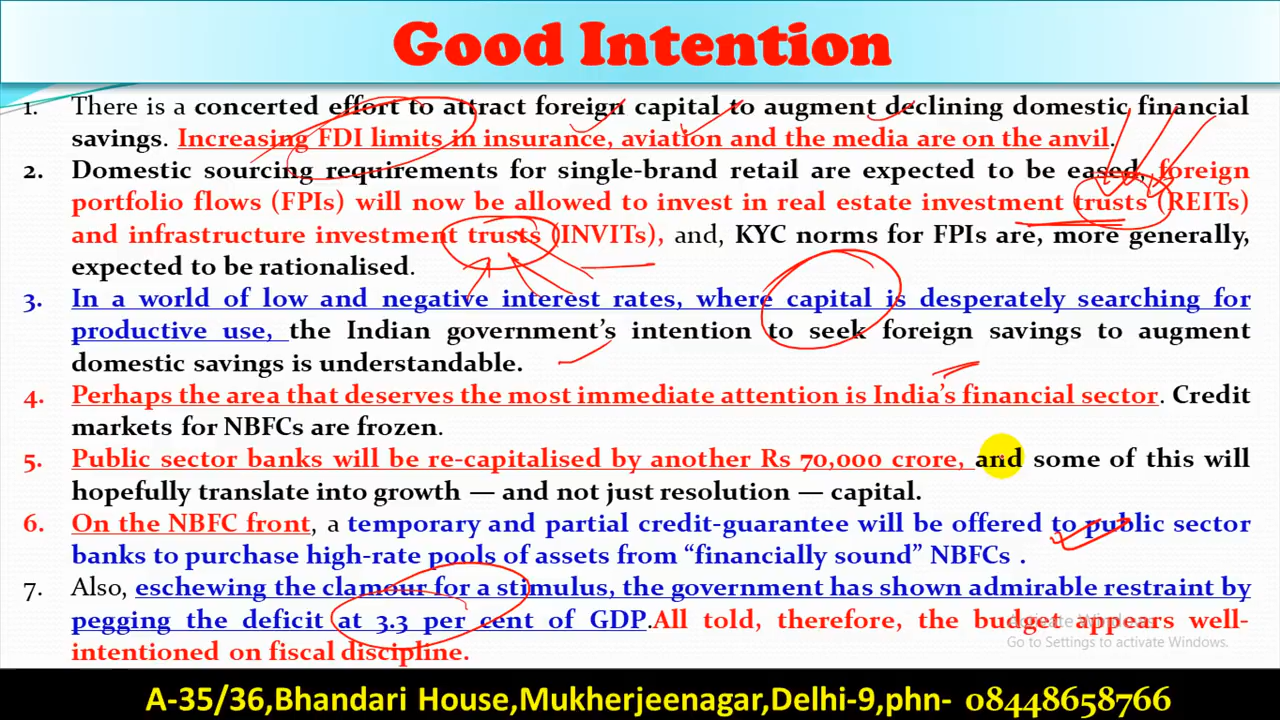 Good Intention
1. There is a concerted effort to attract foreign capital to augment declining domestic financial
savings. Increasing FDI limits in insurance, aviation and the media are on the anvil.
2. Domestic sourcing requirements for single-brand retail are expected to be eased, foreign
portfolio flows (FPIs) will now be allowed to invest in real estate investment trusts (REITs)
and infrastructure investment trusts (INVITs), and, KYC norms for FPIs are, more generally,
expected to be rationalised.
3. In a world of low and negative interest rates, where capital is desperately searching for
productive use, the Indian government's intention to seek foreign savings to augment
domestic savings is understandable.
4. Perhaps the area that deserves the most immediate attention is India's financial sector. Credit
markets for NBFCs are frozen.
5. Public sector banks will be re-capitalised by another Rs 70,000 crore, and some of this will
hopefully translate into growth — and not just resolution — capital.
6. On the NBFC front, a temporary and partial credit-guarantee will be offered to public sector
banks to purchase high-rate pools of assets from “financially sound” NBFCs .
7. Also, eschewing the clamour for a stimulus, the government has shown admirable restraint by
pegging the deficit at 3.3 per cent of GDP.All told, therefore, the budget appears well-
intentioned on fiscal discipline.
Activate Windows
Go to Settings to activate Windows.
A-35/36,Bhandari House,Mukherjeenagar,Delhi-9,phn- 08448658766